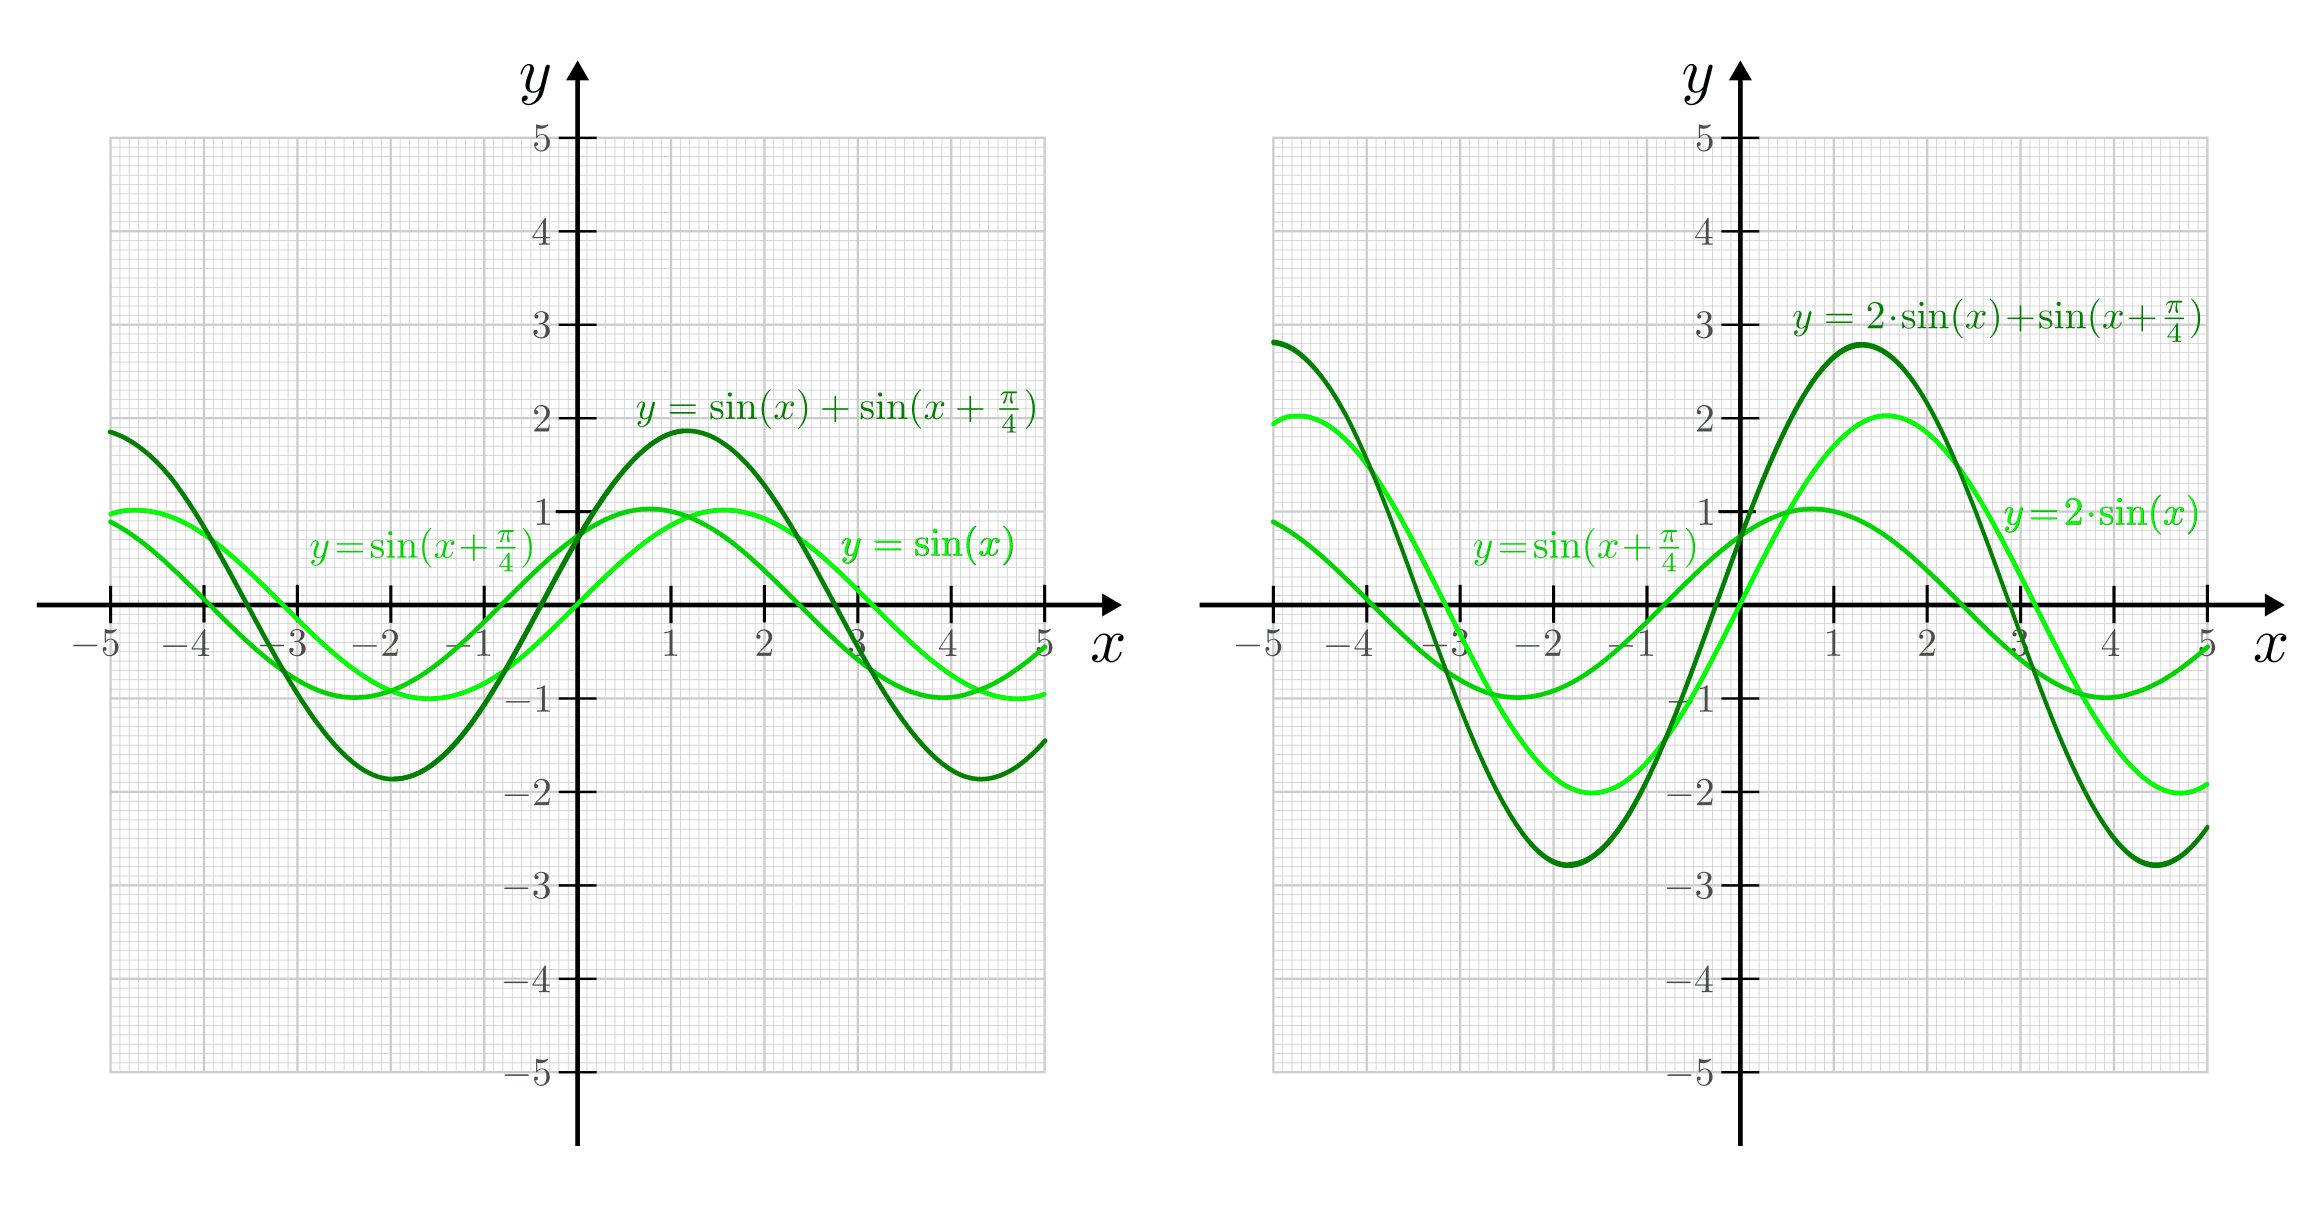 y
5
4
3
2
1
−1
−2
−3
−4
−5
−5 −4 −3 −2 −1 1 2 3 4 5
x
y = sin(x) + sin(x + π/4)
y = sin(x + π/4)
y = sin(x)
y
5
4
3
2
1
−1
−2
−3
−4
−5
−5 −4 −3 −2 −1 1 2 3 4 5
x
y = 2·sin(x)+sin(x+π/4)
y = sin(x + π/4)
y = 2·sin(x)